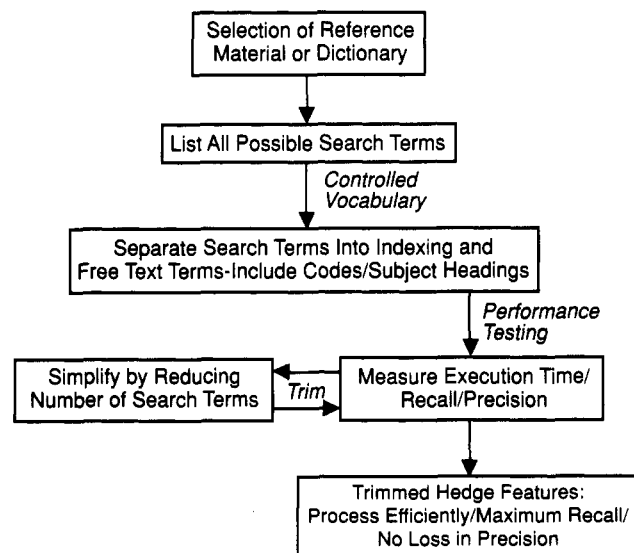 Selection of Reference
Material or Dictionary
List All Possible Search Terms
Controlled
Vocabulary
Separate Search Terms Into Indexing and
Free Text Terms-Include Codes/Subject Headings
Performance
Testing
Simplify by Reducing
Number of Search Terms
Trim
Measure Execution Time/
Recall/Precision
Trimmed Hedge Features:
Process Efficiently/Maximum Recall/
No Loss in Precision